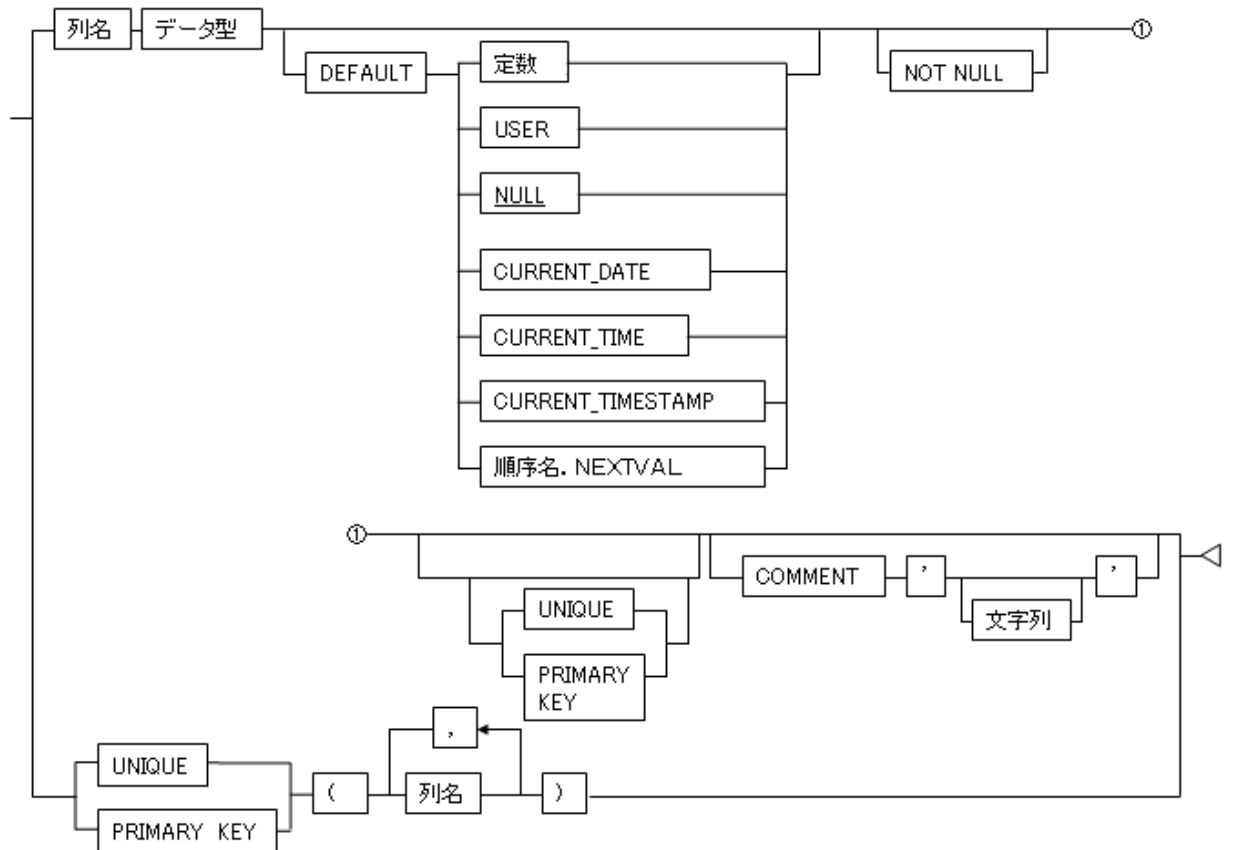 列名 データ型 ①
DEFAULT 定数 NOT NULL
USER
NULL
CURRENT_DATE
CURRENT_TIME
CURRENT_TIMESTAMP
順序名．ＮＥＸＴＶＡＬ
①
COMMENT ' '
UNIQUE 文字列
PRIMARY
KEY
,
UNIQUE
( 列名 )
PRIMARY KEY